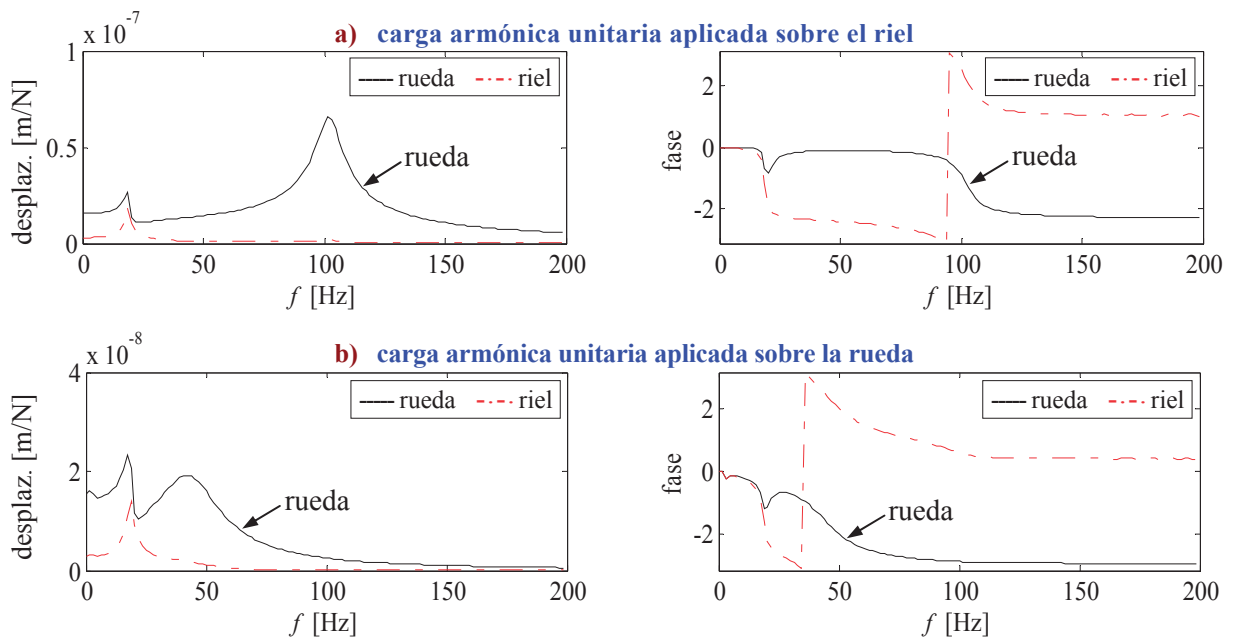 a) carga armónica unitaria aplicada sobre el riel
x 10^-7
1
0.5
0
desplaz. [m/N]
rueda riel
rueda
0 50 100 150 200
f [Hz]
2
0
-2
fase
rueda riel
rueda
0 50 100 150 200
f [Hz]
b) carga armónica unitaria aplicada sobre la rueda
x 10^-8
4
2
0
desplaz. [m/N]
rueda riel
rueda
0 50 100 150 200
f [Hz]
2
0
-2
fase
rueda riel
rueda
0 50 100 150 200
f [Hz]